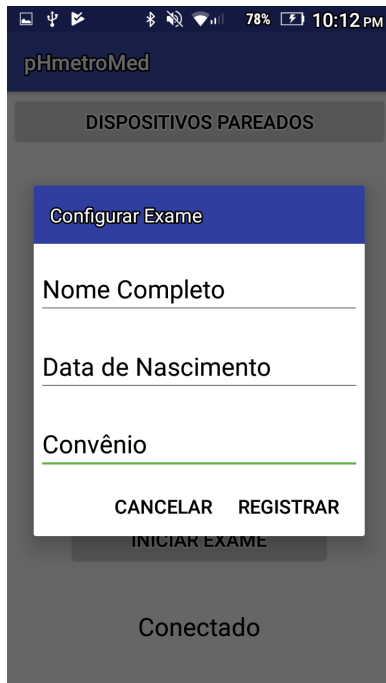 78% 10:12 PM
pHmetroMed
DISPOSITIVOS PAREADOS
Configurar Exame
Nome Completo
Data de Nascimento
Convênio
CANCELAR REGISTRAR
INICIAR EXAME
Conectado